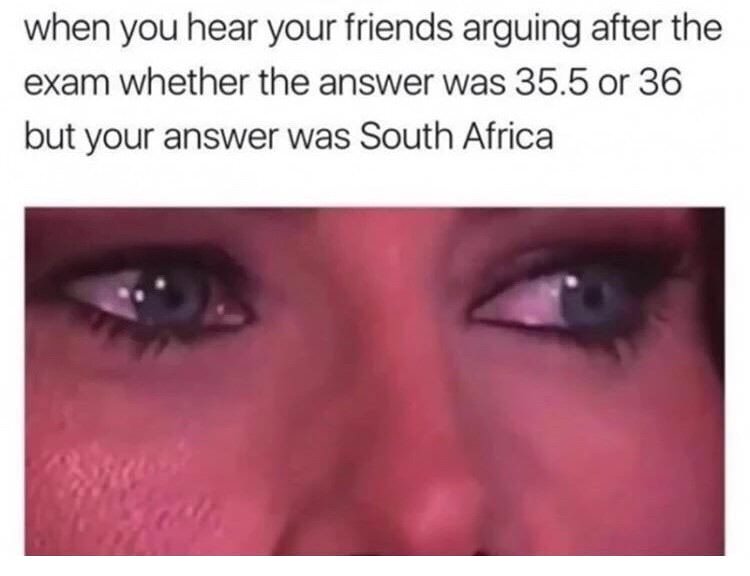 when you hear your friends arguing after the
exam whether the answer was 35.5 or 36
but your answer was South Africa